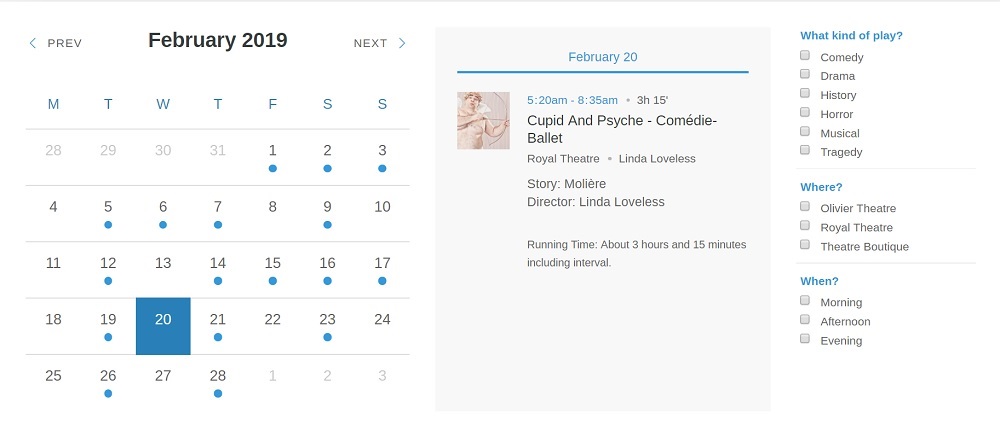 PREV
February 2019
NEXT
M T W T F S S
28 29 30 31 1 2 3
4 5 6 7 8 9 10
11 12 13 14 15 16 17
18 19 20 21 22 23 24
25 26 27 28 1 2 3
February 20
5:20am - 8:35am • 3h 15'
Cupid And Psyche - Comédie-
Ballet
Royal Theatre • Linda Loveless
Story: Molière
Director: Linda Loveless
Running Time: About 3 hours and 15 minutes
including interval.
What kind of play?
Comedy
Drama
History
Horror
Musical
Tragedy
Where?
Olivier Theatre
Royal Theatre
Theatre Boutique
When?
Morning
Afternoon
Evening